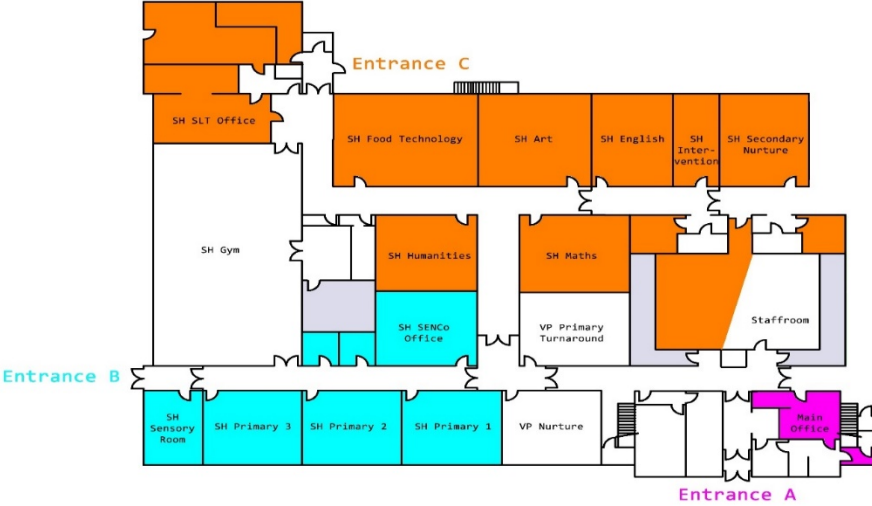 Entrance C
SH SLT Office
SH Food Technology
SH Art
SH English
SH
Inter-
vention
SH Secondary
Nurture
SH Gym
SH Humanities
SH Maths
SH SENCo
Office
VP Primary
Turnaround
Staffroom
Entrance B
SH
Sensory
Room
SH Primary 3
SH Primary 2
SH Primary 1
VP Nurture
Main
Office
Entrance A